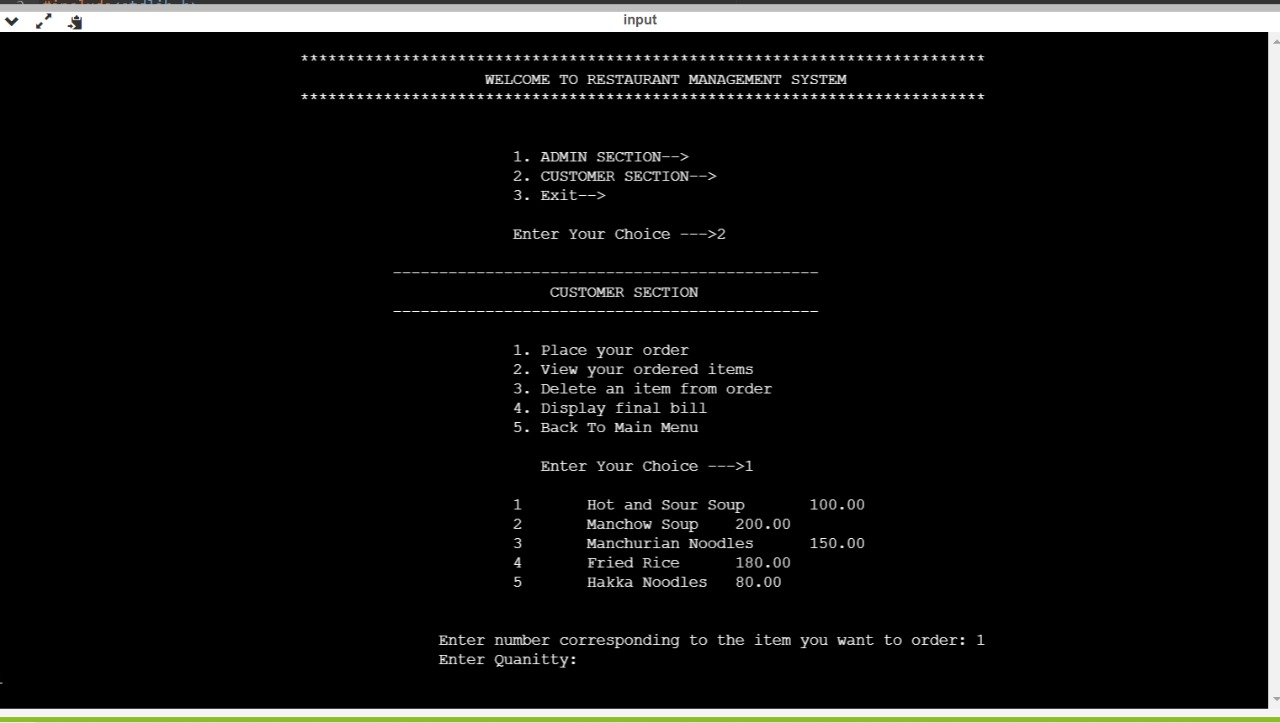 input
**************************************************************************
WELCOME TO RESTAURANT MANAGEMENT SYSTEM
**************************************************************************
1. ADMIN SECTION-->
2. CUSTOMER SECTION-->
3. Exit-->
Enter Your Choice --->2
----------------------------------------------
CUSTOMER SECTION
----------------------------------------------
1. Place your order
2. View your ordered items
3. Delete an item from order
4. Display final bill
5. Back To Main Menu
Enter Your Choice --->1
1 Hot and Sour Soup 100.00
2 Manchow Soup 200.00
3 Manchurian Noodles 150.00
4 Fried Rice 180.00
5 Hakka Noodles 80.00
Enter number corresponding to the item you want to order: 1
Enter Quanitty: